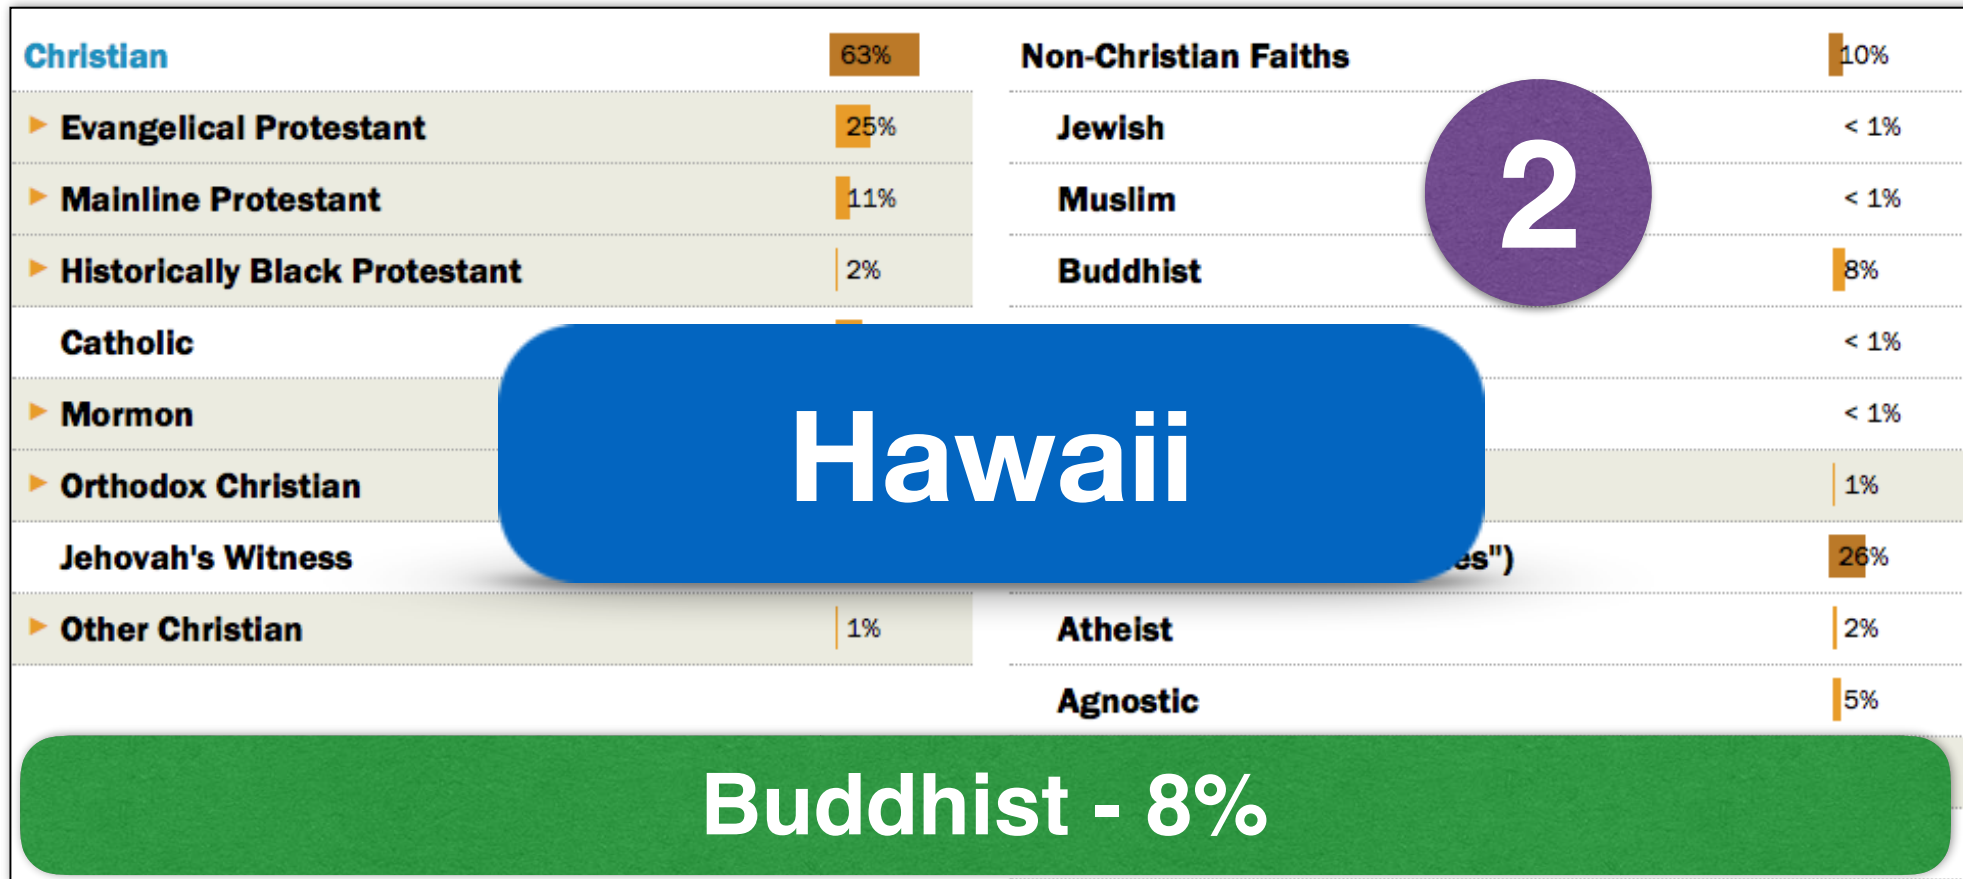 Christian 63%
Evangelical Protestant 25%
Mainline Protestant 11%
Historically Black Protestant 2%
Catholic
Mormon
Orthodox Christian
Jehovah's Witness
Other Christian 1%
Non-Christian Faiths 10%
Jewish < 1%
Muslim < 1%
Buddhist 8%
< 1%
< 1%
1%
26%
Atheist 2%
Agnostic 5%
2
Hawaii
Buddhist - 8%